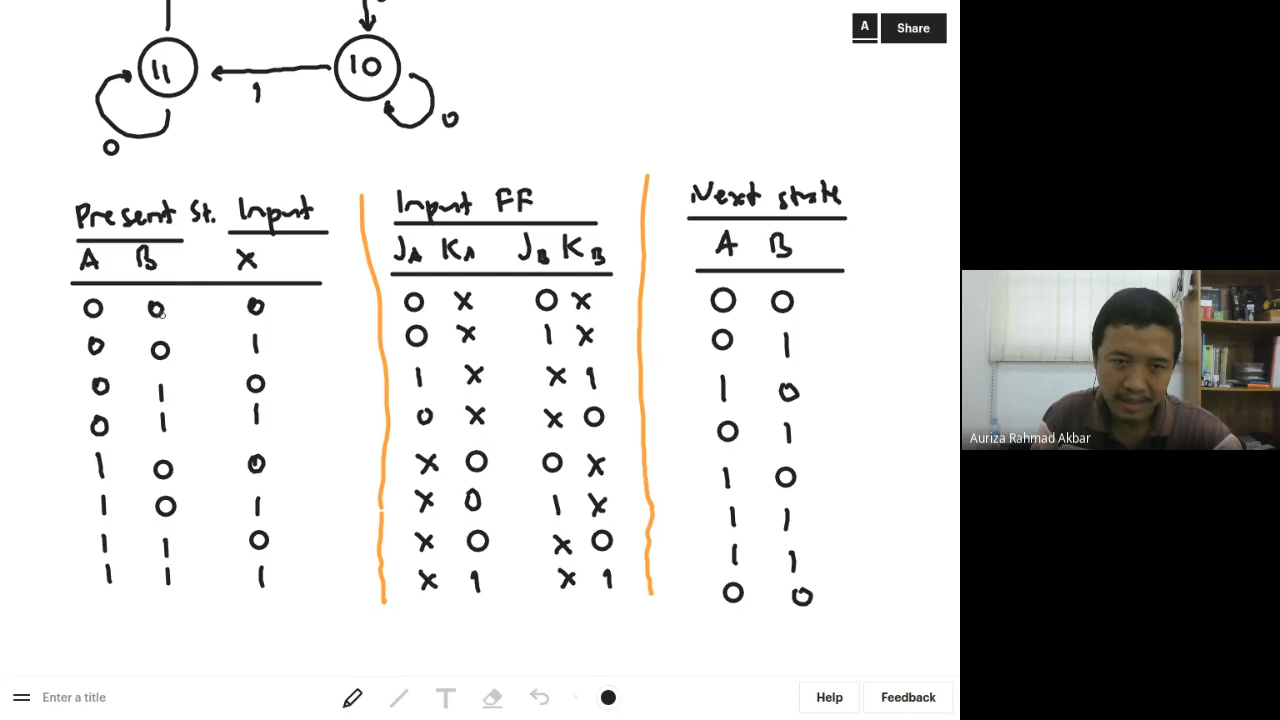 A Share
11 10
1
0 0
Present St. Input Input FF Next state
A B X JA KA JB KB A B
0 0 0 0 X 0 X 0 0
0 0 1 0 X 1 X 0 1
0 1 0 1 X X 1 1 0
0 1 1 0 X X 0 0 1
1 0 0 X 0 0 X 1 0
1 0 1 X 0 1 X 1 1
1 1 0 X 0 X 0 1 1
1 1 1 X 1 X 1 0 0
Auriza Rahmad Akbar
Enter a title T Help Feedback